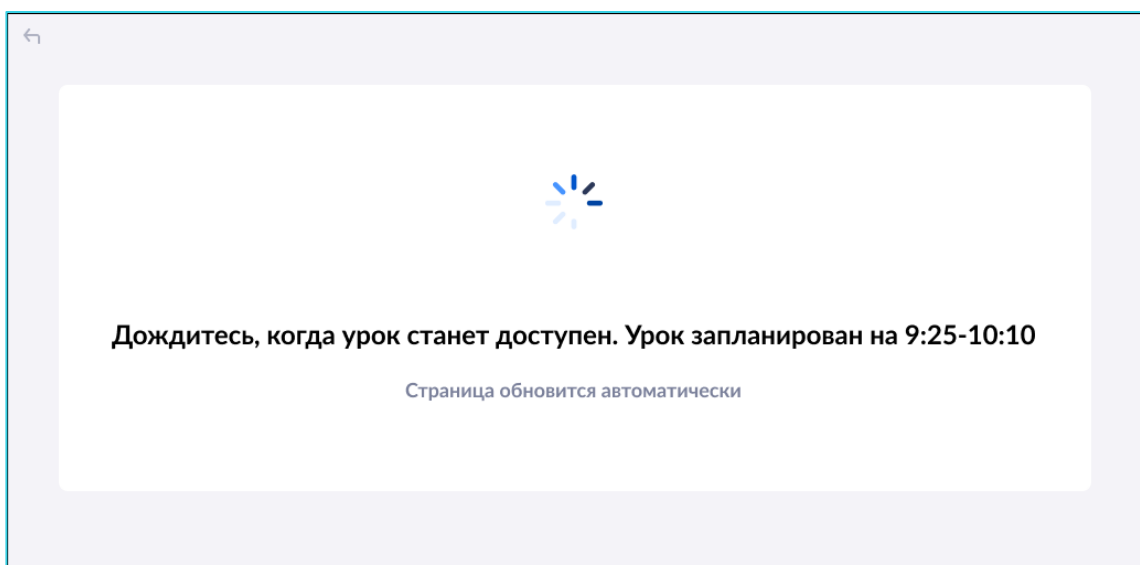 Дождитесь, когда урок станет доступен. Урок запланирован на 9:25-10:10
Страница обновится автоматически